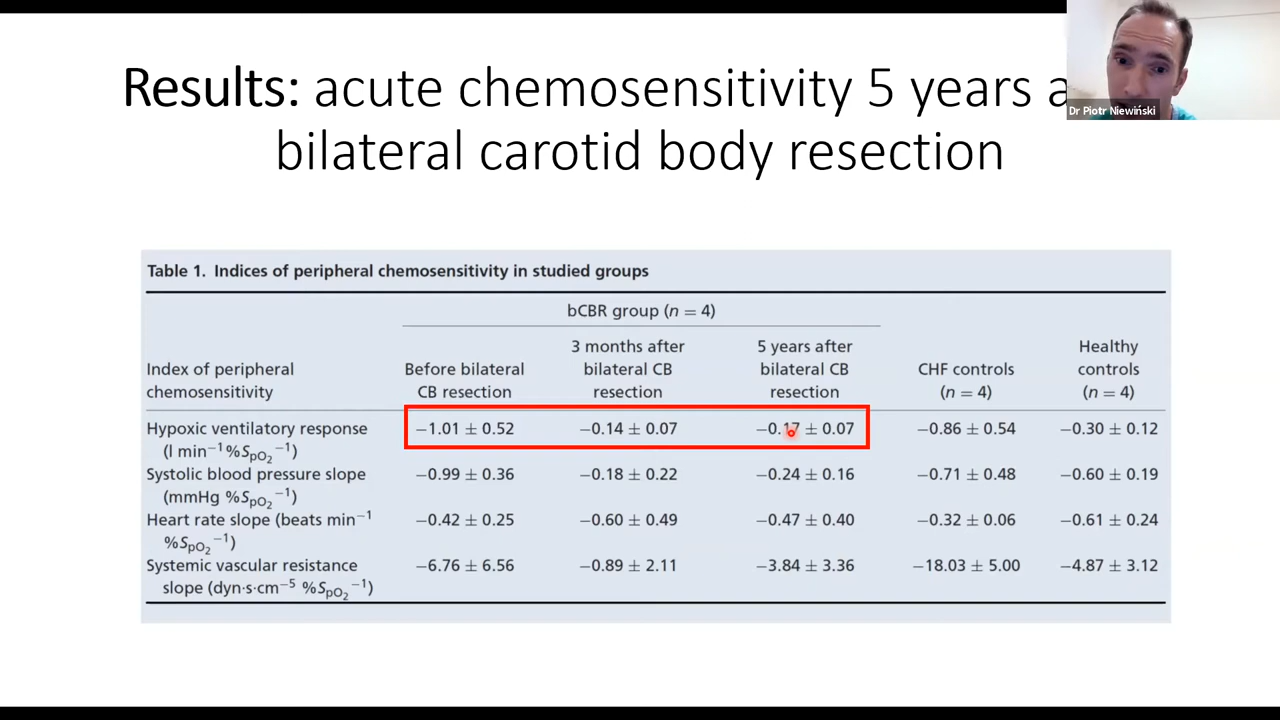 Results: acute chemosensitivity 5 years
bilateral carotid body resection
Dr Piotr Niewiński
Table 1. Indices of peripheral chemosensitivity in studied groups
bCBR group (n = 4)
Index of peripheral chemosensitivity
Before bilateral CB resection
3 months after bilateral CB resection
5 years after bilateral CB resection
CHF controls (n = 4)
Healthy controls (n = 4)
Hypoxic ventilatory response −1.01 ± 0.52 −0.14 ± 0.07 −0.17 ± 0.07 −0.86 ± 0.54 −0.30 ± 0.12
(l min⁻¹%SpO₂⁻¹)
Systolic blood pressure slope −0.99 ± 0.36 −0.18 ± 0.22 −0.24 ± 0.16 −0.71 ± 0.48 −0.60 ± 0.19
(mmHg %SpO₂⁻¹)
Heart rate slope (beats min⁻¹ −0.42 ± 0.25 −0.60 ± 0.49 −0.47 ± 0.40 −0.32 ± 0.06 −0.61 ± 0.24
%SpO₂⁻¹)
Systemic vascular resistance −6.76 ± 6.56 −0.89 ± 2.11 −3.84 ± 3.36 −18.03 ± 5.00 −4.87 ± 3.12
slope (dyn·s·cm⁻⁵ %SpO₂⁻¹)